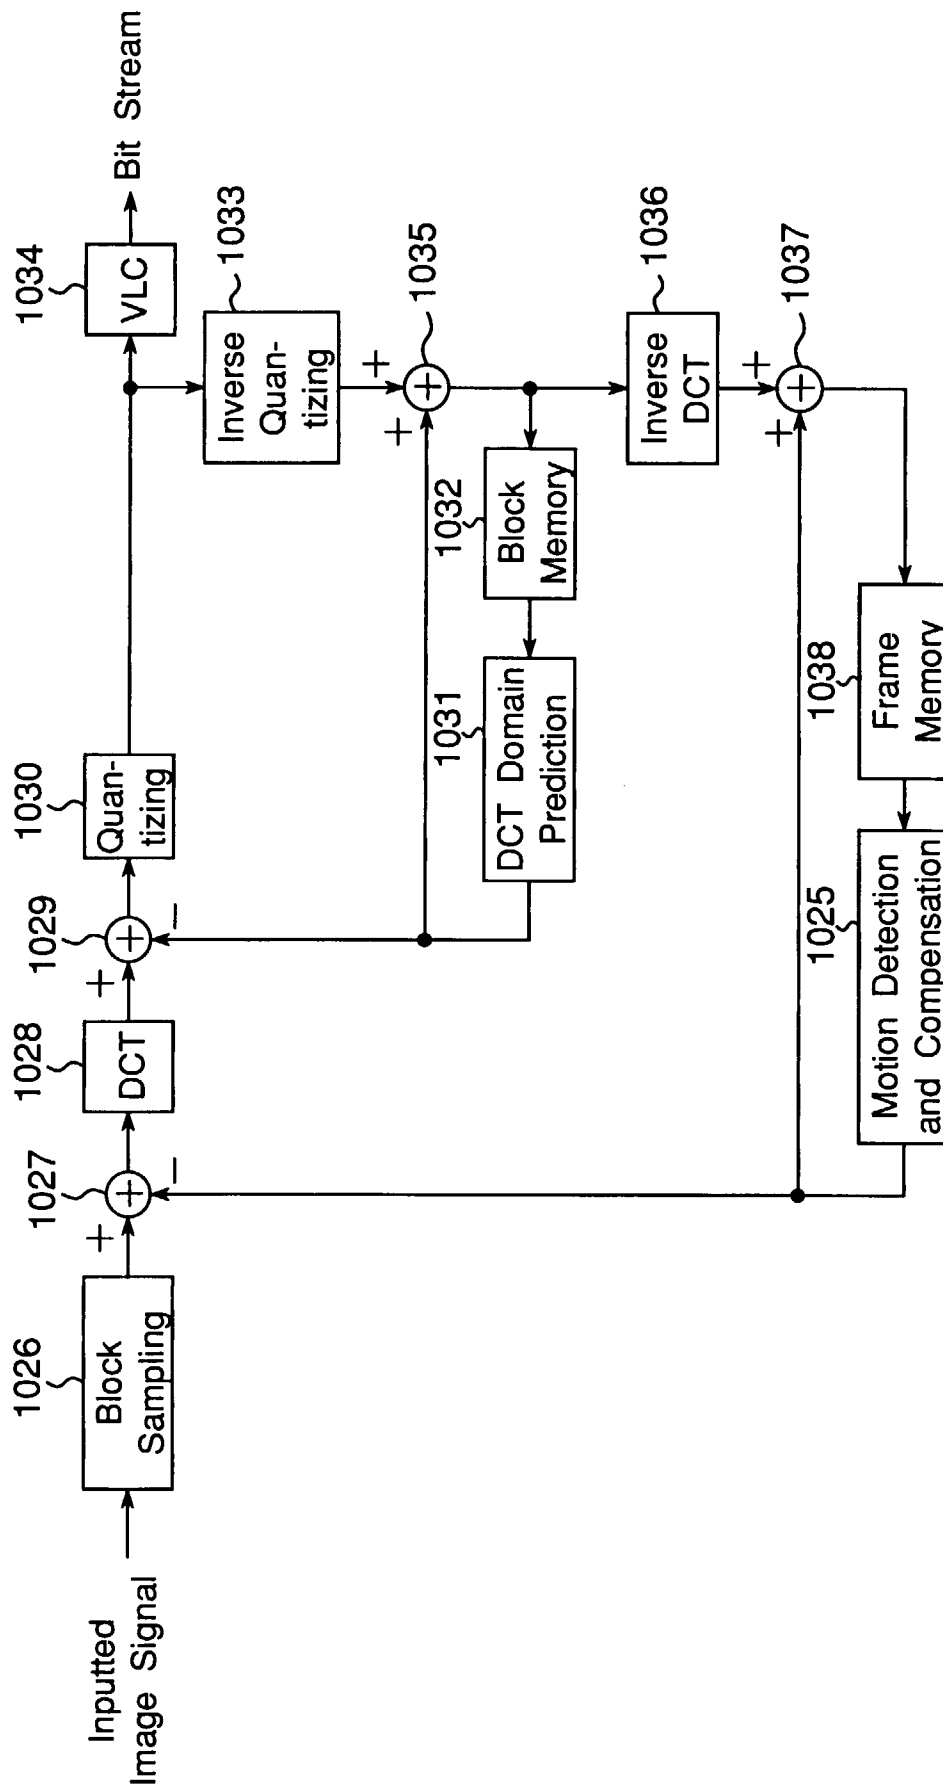 Inputted
Image Signal
1026
Block
Sampling
+
1027
+
−
1028
DCT
+
1029
+
−
1030
Quan-
tizing
1034
VLC
Bit Stream
1033
Inverse
Quan-
tizing
+
+
1035
+
1032
Block
Memory
1031
DCT Domain
Prediction
1036
Inverse
DCT
+
+
1037
+
1038
Frame
Memory
1025
Motion Detection
and Compensation